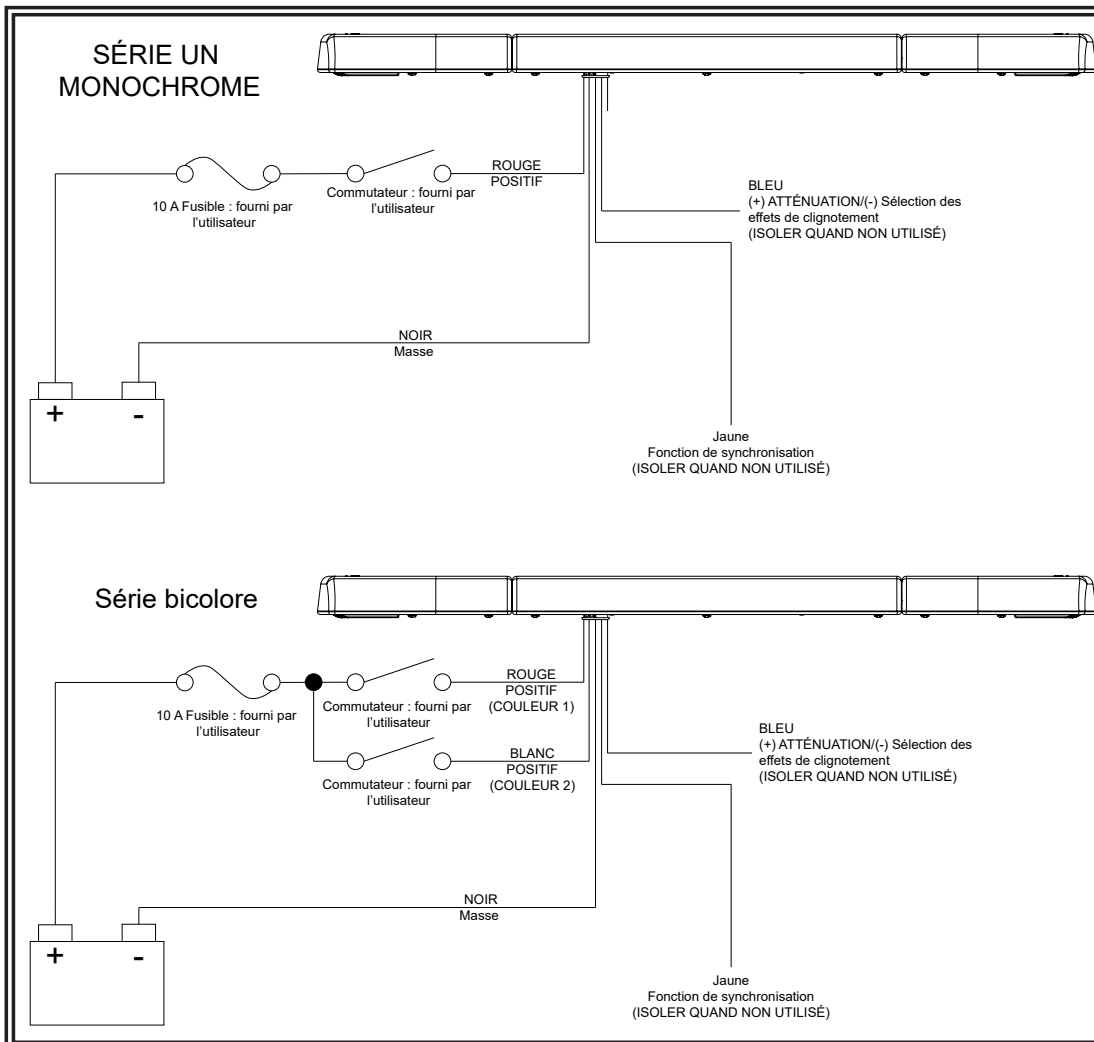 SÉRIE UN
MONOCHROME
ROUGE
POSITIF
10 A Fusible : fourni par
l'utilisateur
Commutateur : fourni par
l'utilisateur
BLEU
(+) ATTÉNUATION/(-) Sélection des
effets de clignotement
(ISOLER QUAND NON UTILISÉ)
NOIR
Masse
+ -
Jaune
Fonction de synchronisation
(ISOLER QUAND NON UTILISÉ)
Série bicolore
ROUGE
POSITIF
(COULEUR 1)
10 A Fusible : fourni par
l'utilisateur
Commutateur : fourni par
l'utilisateur
BLANC
POSITIF
(COULEUR 2)
Commutateur : fourni par
l'utilisateur
BLEU
(+) ATTÉNUATION/(-) Sélection des
effets de clignotement
(ISOLER QUAND NON UTILISÉ)
NOIR
Masse
+ -
Jaune
Fonction de synchronisation
(ISOLER QUAND NON UTILISÉ)